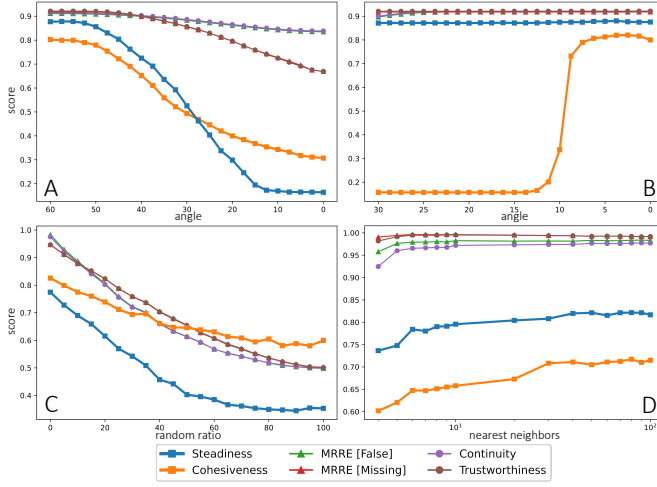 0.9
0.8
0.7
0.6
0.5
0.4
0.3
0.2
score
A
60 50 40 30 20 10 0
angle
0.9
0.8
0.7
0.6
0.5
0.4
0.3
0.2
B
30 25 20 15 10 5 0
angle
1.0
0.9
0.8
0.7
0.6
0.5
0.4
score
C
0 20 40 60 80 100
random ratio
1.00
0.95
0.90
0.85
0.80
0.75
0.70
0.65
0.60
D
10¹ 10²
nearest neighbors
Steadiness MRRE [False] Continuity
Cohesiveness MRRE [Missing] Trustworthiness